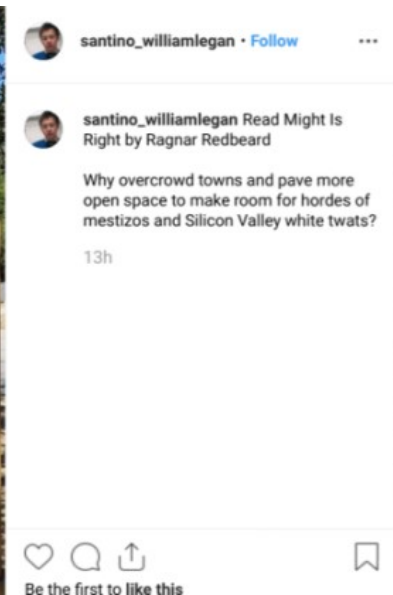 santino_williamlegan • Follow
santino_williamlegan Read Might Is
Right by Ragnar Redbeard
Why overcrowd towns and pave more
open space to make room for hordes of
mestizos and Silicon Valley white twats?
13h
Be the first to like this